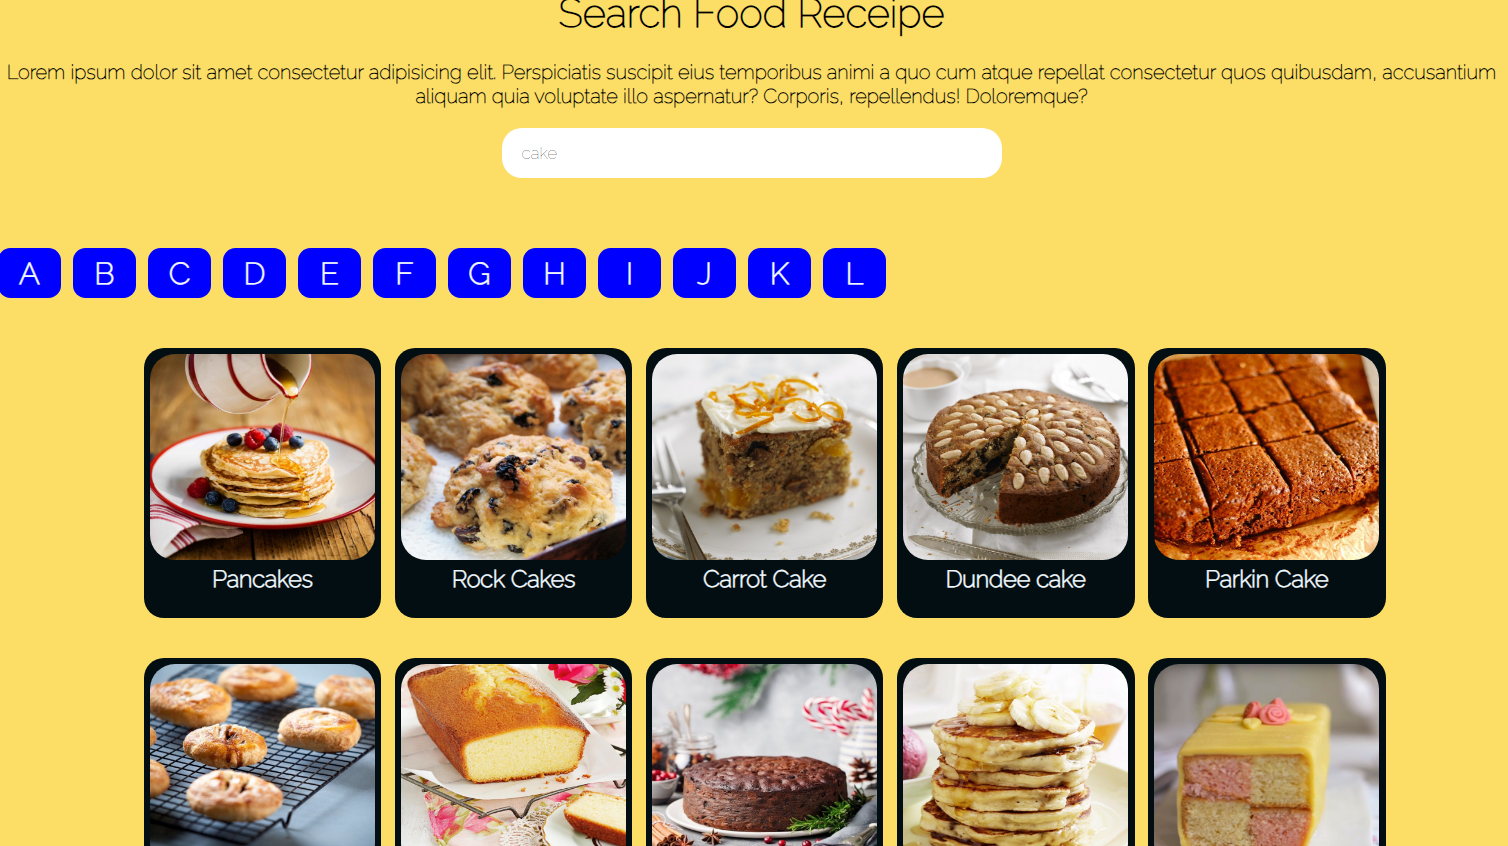 Search Food Receipe
Lorem ipsum dolor sit amet consectetur adipisicing elit. Perspiciatis suscipit eius temporibus animi a quo cum atque repellat consectetur quos quibusdam, accusantium
aliquam quia voluptate illo aspernatur? Corporis, repellendus! Doloremque?
cake
A B C D E F G H I J K L
Pancakes Rock Cakes Carrot Cake Dundee cake Parkin Cake